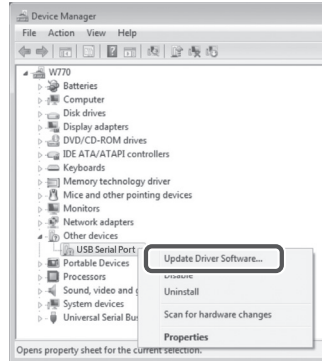 Device Manager
File Action View Help
W770
Batteries
Computer
Disk drives
Display adapters
DVD/CD-ROM drives
IDE ATA/ATAPI controllers
Keyboards
Memory technology driver
Mice and other pointing devices
Monitors
Network adapters
Other devices
USB Serial Port
Update Driver Software...
Portable Devices
Disable
Processors
Uninstall
Sound, video and g
System devices
Scan for hardware changes
Universal Serial Bus
Properties
Opens property sheet for the current selection.